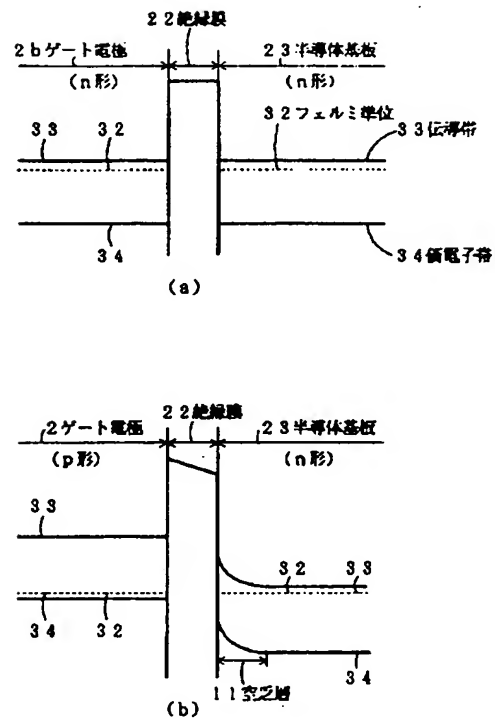 22絶縁膜
2bゲート電極
23半導体基板
(n形)
(n形)
32フェルミ準位
33
32
33伝導帯
34
34価電子帯
(a)
22絶縁膜
2ゲート電極
23半導体基板
(p形)
(n形)
33
32
33
34
32
34
11空乏層
(b)